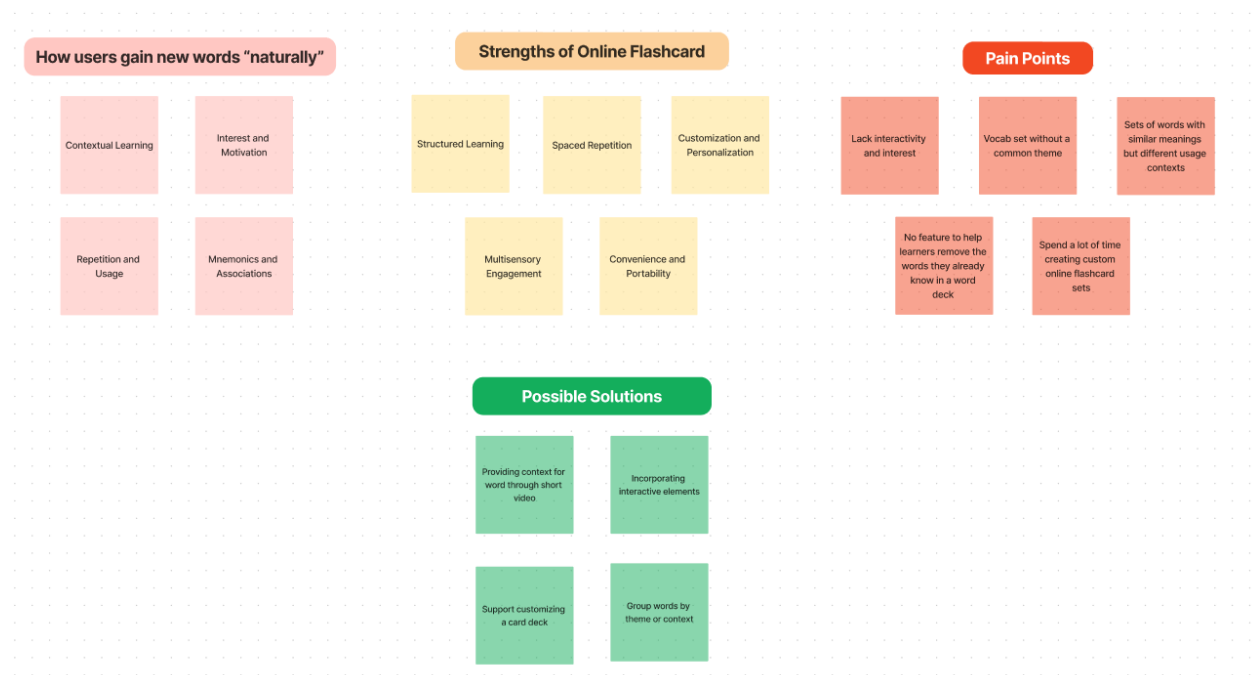 How users gain new words “naturally”
Contextual Learning
Interest and
Motivation
Repetition and
Usage
Mnemonics and
Associations
Strengths of Online Flashcard
Structured Learning
Spaced Repetition
Customization and
Personalization
Multisensory
Engagement
Convenience and
Portability
Pain Points
Lack interactivity
and interest
Vocab set without a
common theme
Sets of words with
similar meanings
but different usage
contexts
No feature to help
learners remove the
words they already
know in a word
deck
Spend a lot of time
creating custom
online flashcard
sets
Possible Solutions
Providing context for
word through short
video
Incorporating
interactive elements
Support customizing
a card deck
Group words by
theme or context